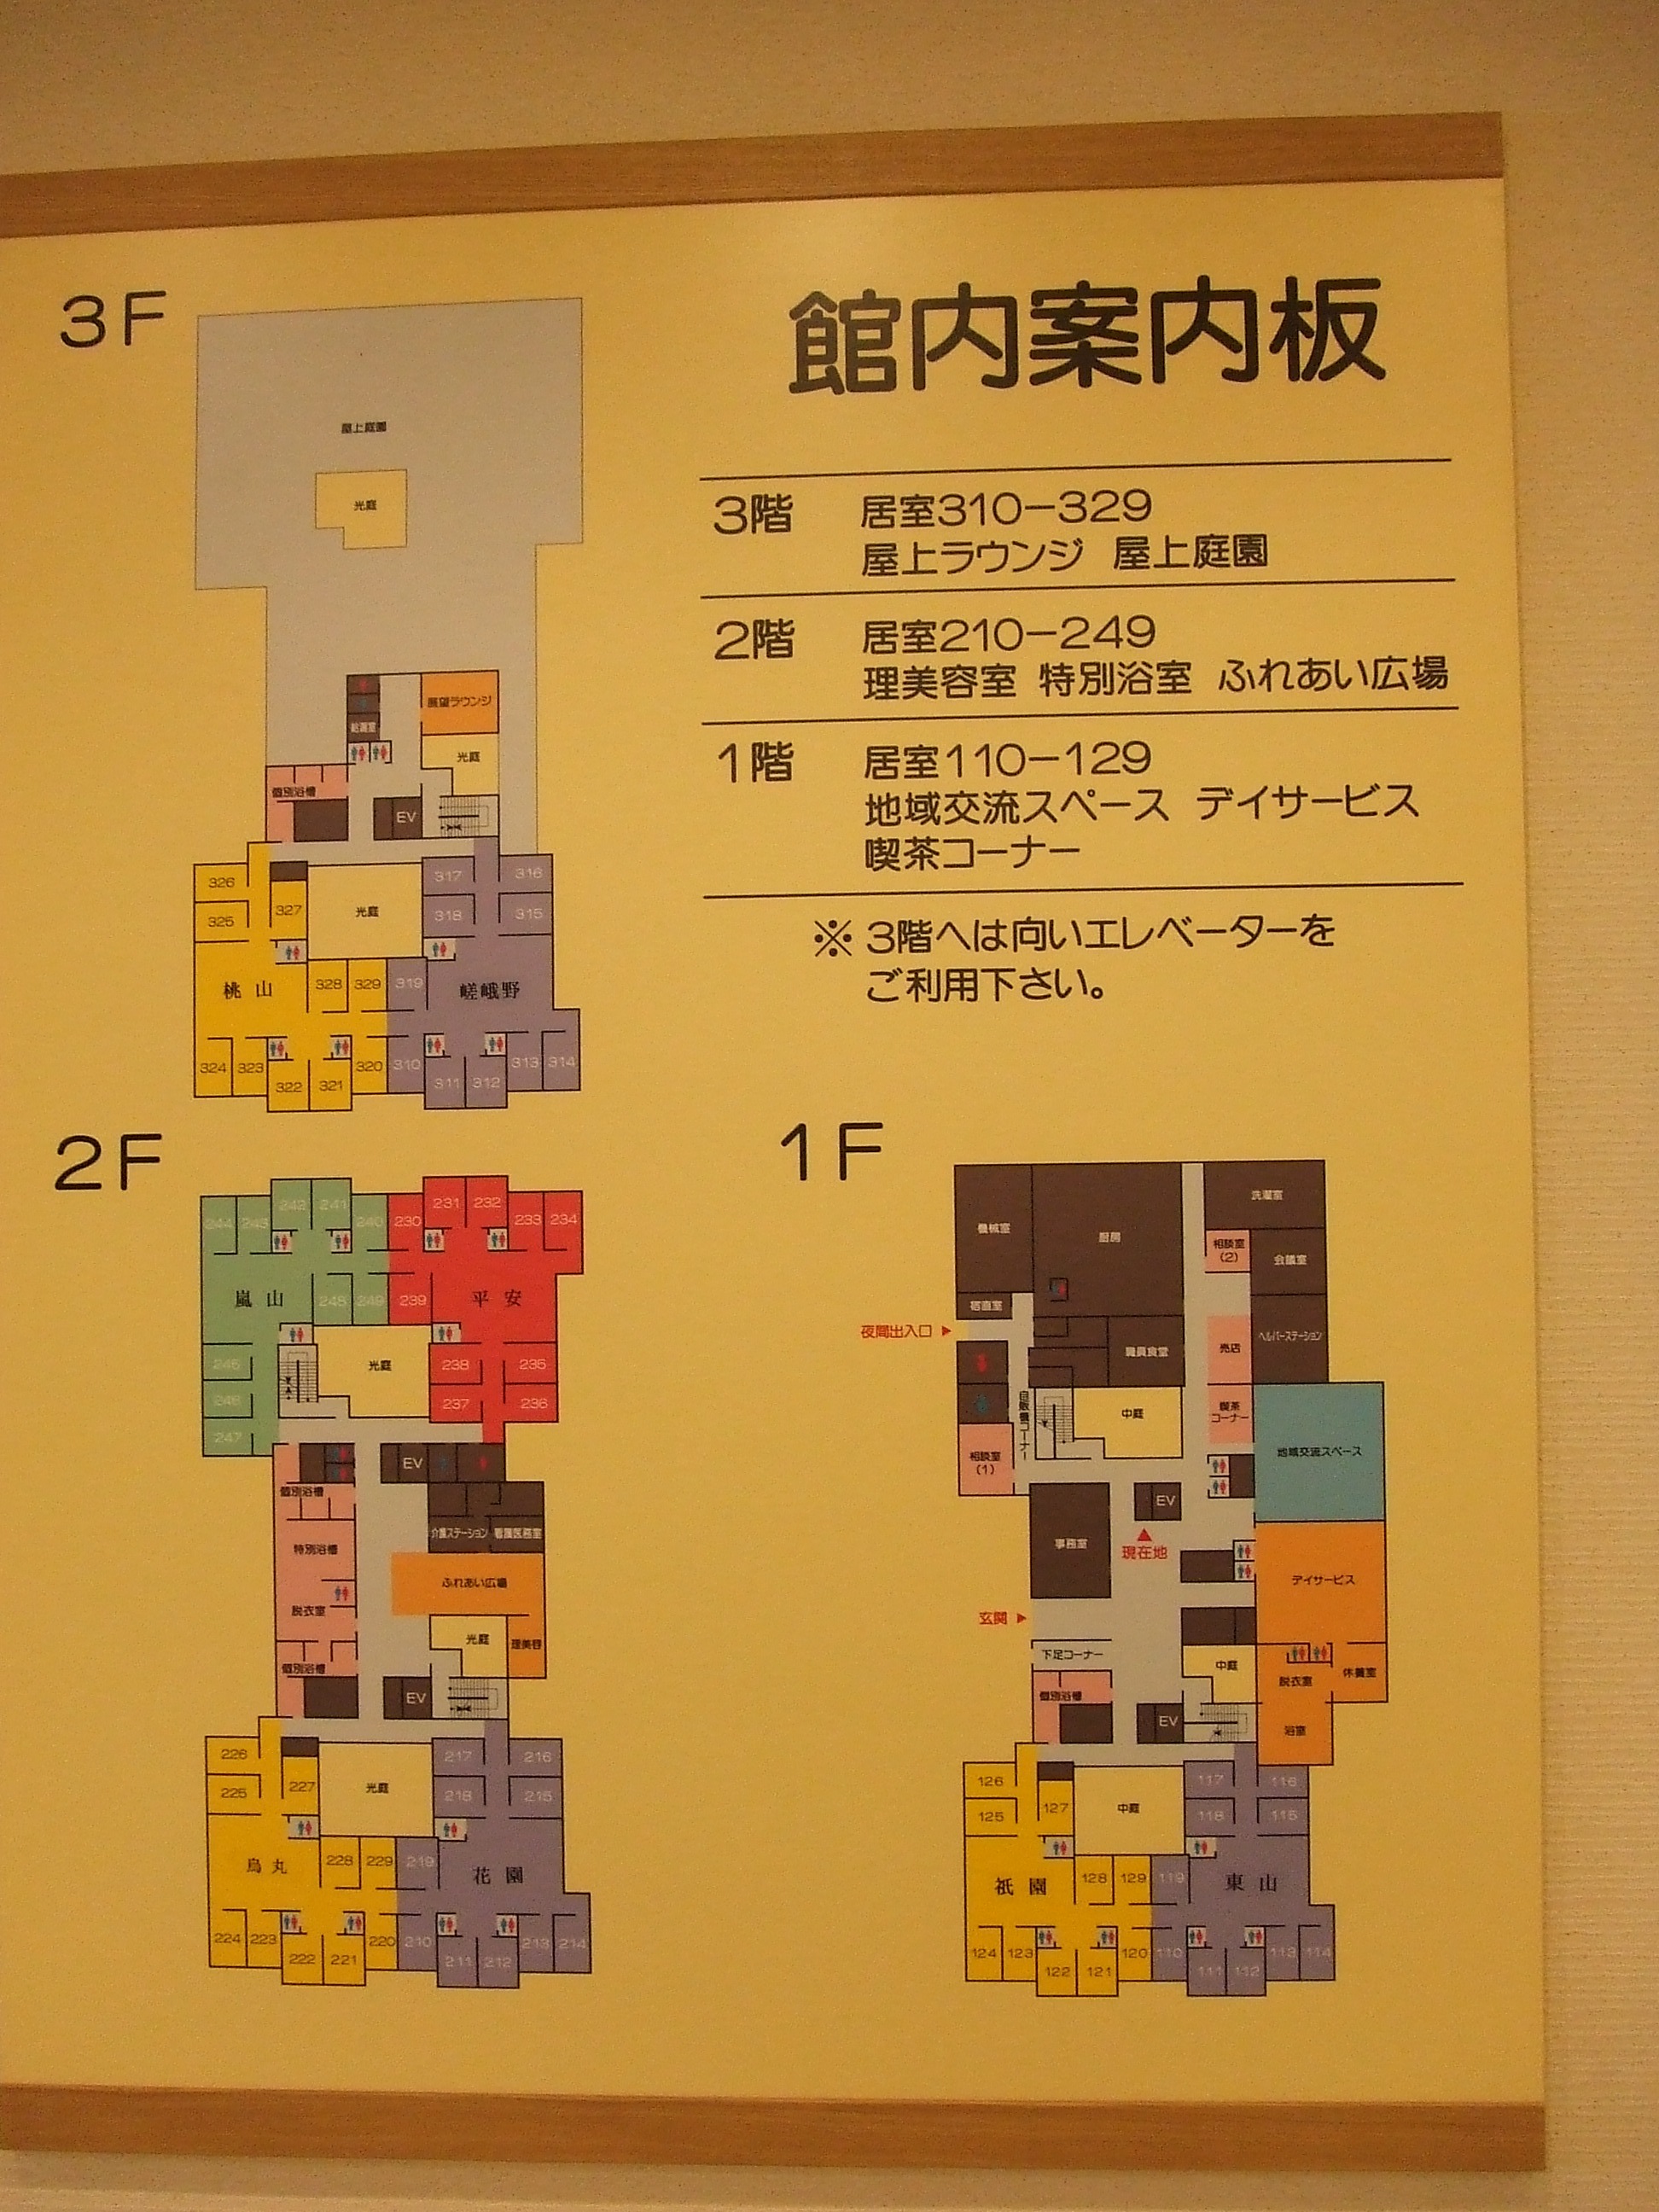 館内案内板
3階 居室310-329
屋上ラウンジ 屋上庭園
2階 居室210-249
理美容室 特別浴室 ふれあい広場
1階 居室110-129
地域交流スペース デイサービス
喫茶コーナー
※ 3階へは向いエレベーターを
ご利用下さい。
3F
屋上庭園
光庭
展望ラウンジ
給湯室
光庭
個別浴槽
EV
326
317
316
327
325
光庭
318
315
桃山
328
329
319
嵯峨野
324
323
322
321
320
310
311
312
313
314
2F
244
243
242
241
240
230
231
232
233
234
嵐山
248
249
239
平安
245
光庭
238
235
246
237
236
247
EV
個別浴槽
介護ステーション
看護医務室
特別浴槽
ふれあい広場
脱衣室
光庭
理美容
個別浴槽
EV
226
217
216
227
225
光庭
218
215
烏丸
228
229
219
花園
224
223
222
221
220
210
211
212
213
214
1F
洗濯室
機械室
厨房
相談室
(2)
会議室
宿直室
夜間出入口
職員食堂
売店
ヘルパーステーション
自販機コーナー
中庭
喫茶
コーナー
地域交流スペース
相談室
(1)
EV
事務室
現在地
デイサービス
玄関
下足コーナー
中庭
脱衣室
休養室
個別浴槽
EV
浴室
126
117
116
127
125
中庭
118
115
祇園
128
129
119
東山
124
123
122
121
120
110
111
112
113
114